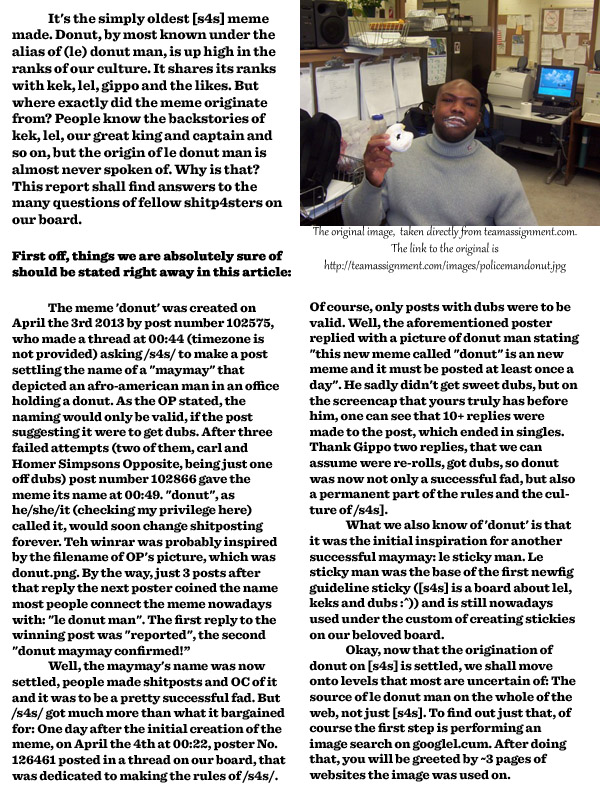 It's the simply oldest [s4s] meme
made. Donut, by most known under the
alias of (le) donut man, is up high in the
ranks of our culture. It shares its ranks
with kek, lel, gippo and the likes. But
where exactly did the meme originate
from? People know the backstories of
kek, lel, our great king and captain and
so on, but the origin of le donut man is
almost never spoken of. Why is that?
This report shall find answers to the
many questions of fellow shitp4sters on
our board.
The original image, taken directly from teamassignment.com.
The link to the original is
http://teamassignment.com/images/policemandonut.jpg
First off, things we are absolutely sure of
should be stated right away in this article:
The meme 'donut' was created on
April the 3rd 2013 by post number 102575,
who made a thread at 00:44 (timezone is
not provided) asking /s4s/ to make a post
settling the name of a "maymay" that
depicted an afro-american man in an office
holding a donut. As the OP stated, the
naming would only be valid, if the post
suggesting it were to get dubs. After three
failed attempts (two of them, carl and
Homer Simpsons Opposite, being just one
off dubs) post number 102866 gave the
meme its name at 00:49. "donut", as
he/she/it (checking my privilege here)
called it, would soon change shitposting
forever. Teh winrar was probably inspired
by the filename of OP's picture, which was
donut.png. By the way, just 3 posts after
that reply the next poster coined the name
most people connect the meme nowadays
with: "le donut man". The first reply to the
winning post was "reported", the second
"donut maymay confirmed!"
Well, the maymay's name was now
settled, people made shitposts and OC of it
and it was to be a pretty successful fad. But
/s4s/ got much more than what it bargained
for: One day after the initial creation of the
meme, on April the 4th at 00:22, poster No.
126461 posted in a thread on our board, that
was dedicated to making the rules of /s4s/.
Of course, only posts with dubs were to be
valid. Well, the aforementioned poster
replied with a picture of donut man stating
"this new meme called "donut" is an new
meme and it must be posted at least once a
day". He sadly didn't get sweet dubs, but on
the screencap that yours truly has before
him, one can see that 10+ replies were
made to the post, which ended in singles.
Thank Gippo two replies, that we can
assume were re-rolls, got dubs, so donut
was now not only a successful fad, but also
a permanent part of the rules and the cul-
ture of /s4s].
What we also know of 'donut' is that
it was the initial inspiration for another
successful maymay: le sticky man. Le
sticky man was the base of the first newfig
guideline sticky ([s4s] is a board about lel,
keks and dubs :^)) and is still nowadays
used under the custom of creating stickies
on our beloved board.
Okay, now that the origination of
donut on [s4s] is settled, we shall move
onto levels that most are uncertain of: The
source of le donut man on the whole of the
web, not just [s4s]. To find out just that, of
course the first step is performing an
image search on googlel.cum. After doing
that, you will be greeted by ~3 pages of
websites the image was used on.